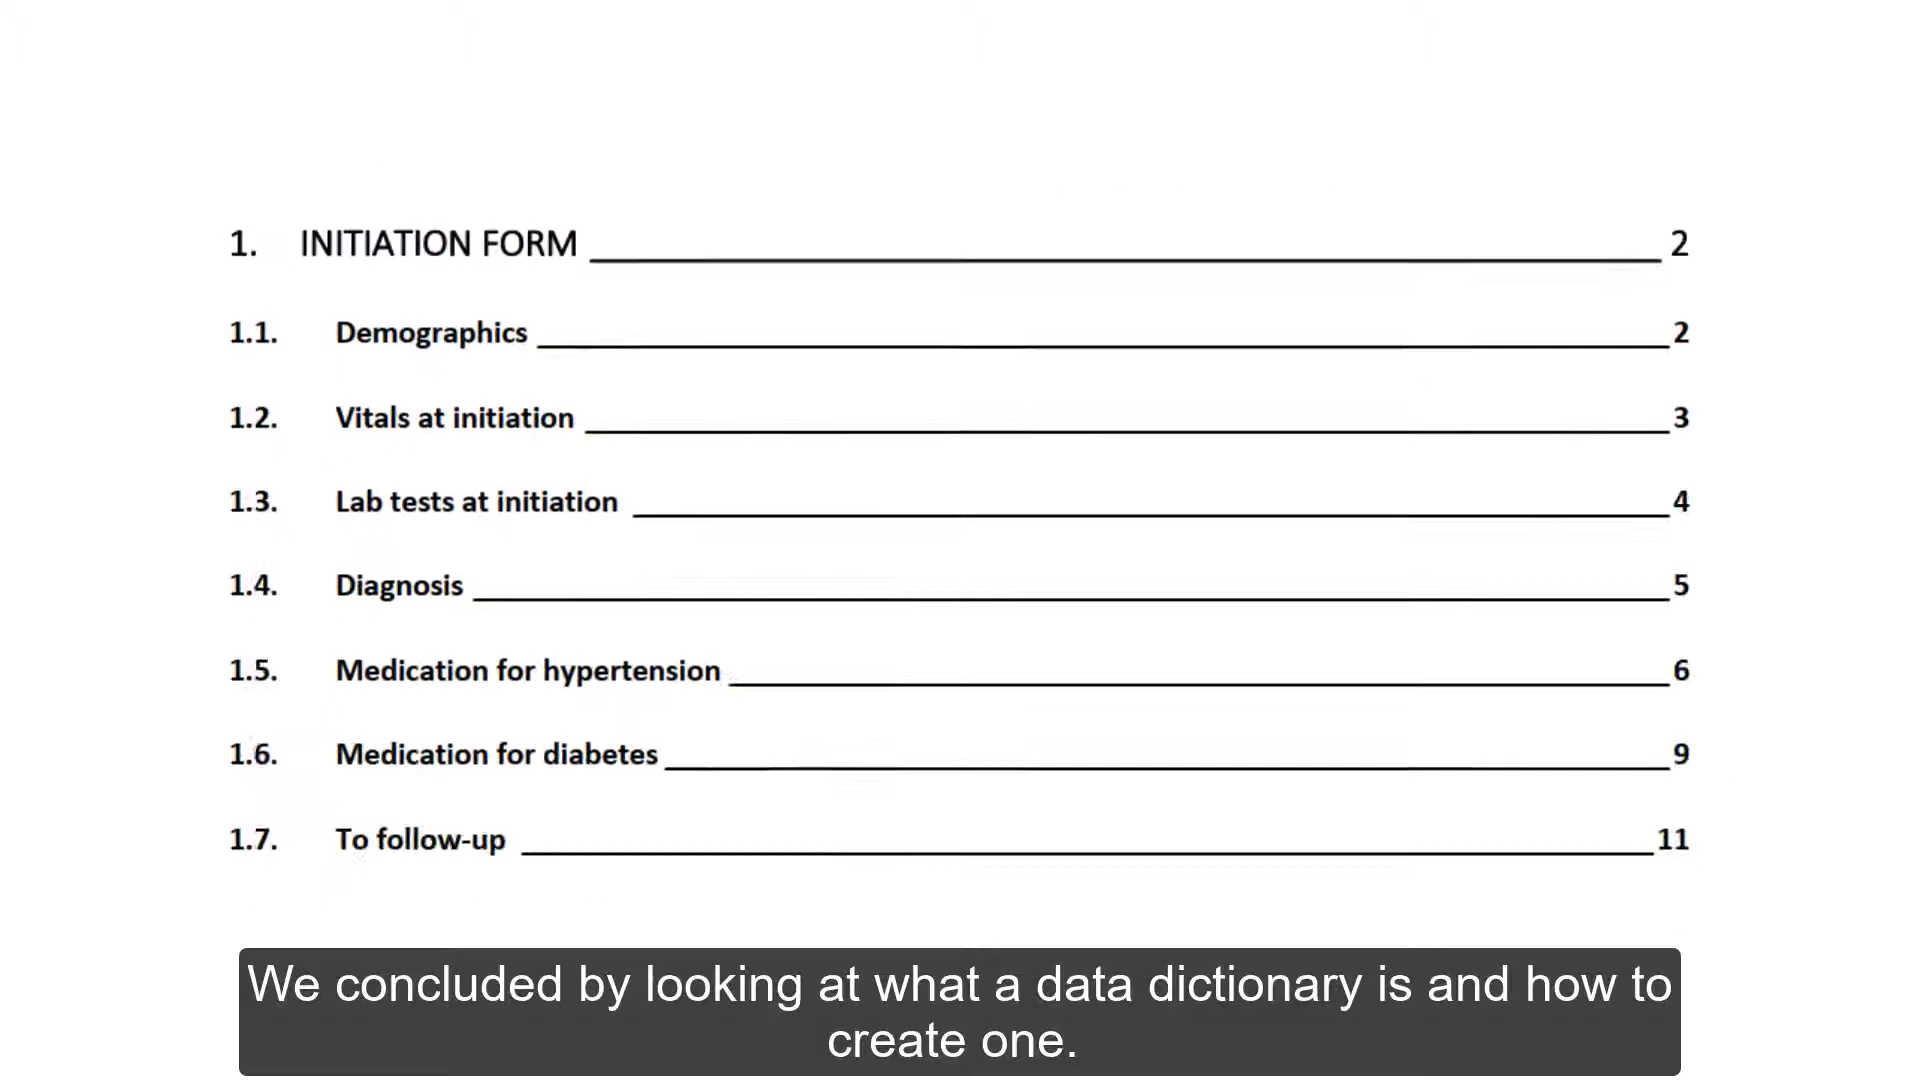 1. INITIATION FORM 2
1.1. Demographics 2
1.2. Vitals at initiation 3
1.3. Lab tests at initiation 4
1.4. Diagnosis 5
1.5. Medication for hypertension 6
1.6. Medication for diabetes 9
1.7. To follow-up 11
We concluded by looking at what a data dictionary is and how to
create one.